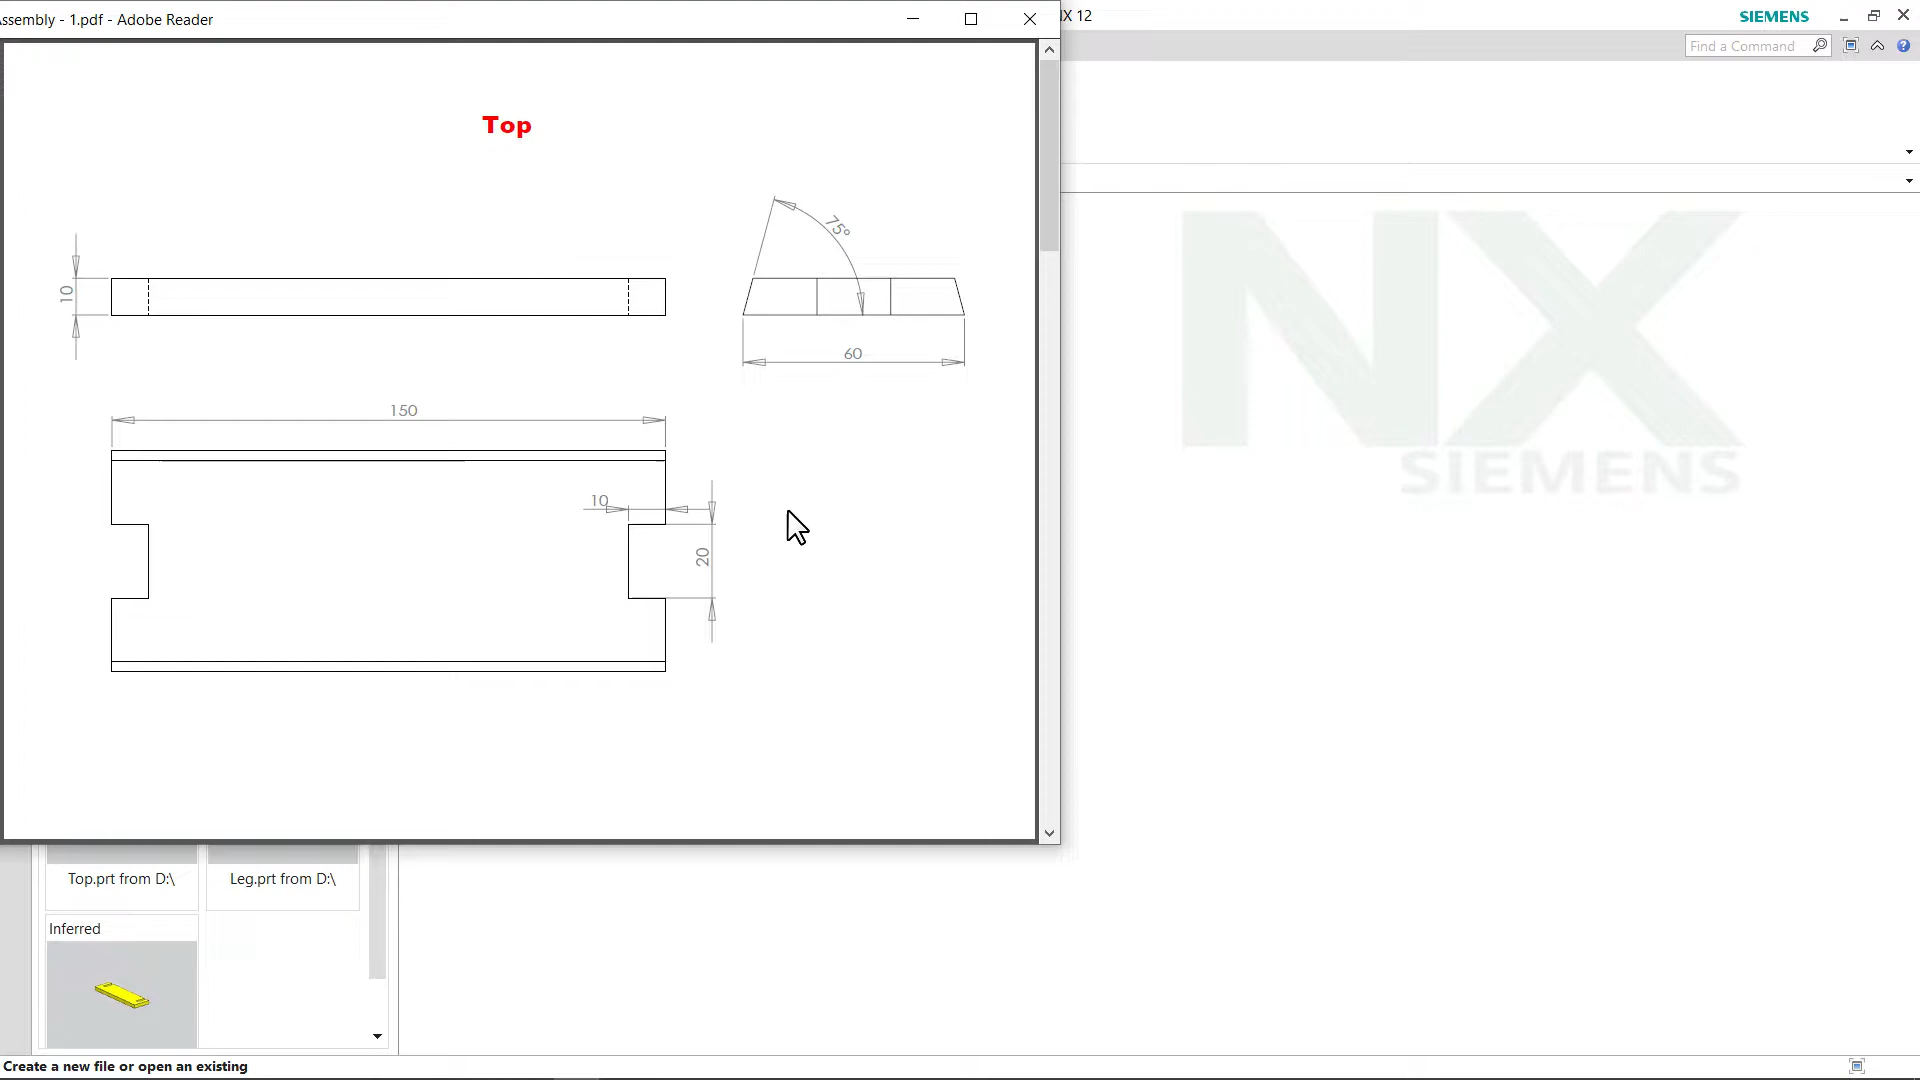 ssembly - 1.pdf - Adobe Reader
X 12
SIEMENS
Find a Command
Top
75°
10
60
150
10
20
NX
SIEMENS
Top.prt from D:\
Leg.prt from D:\
Inferred
Create a new file or open an existing